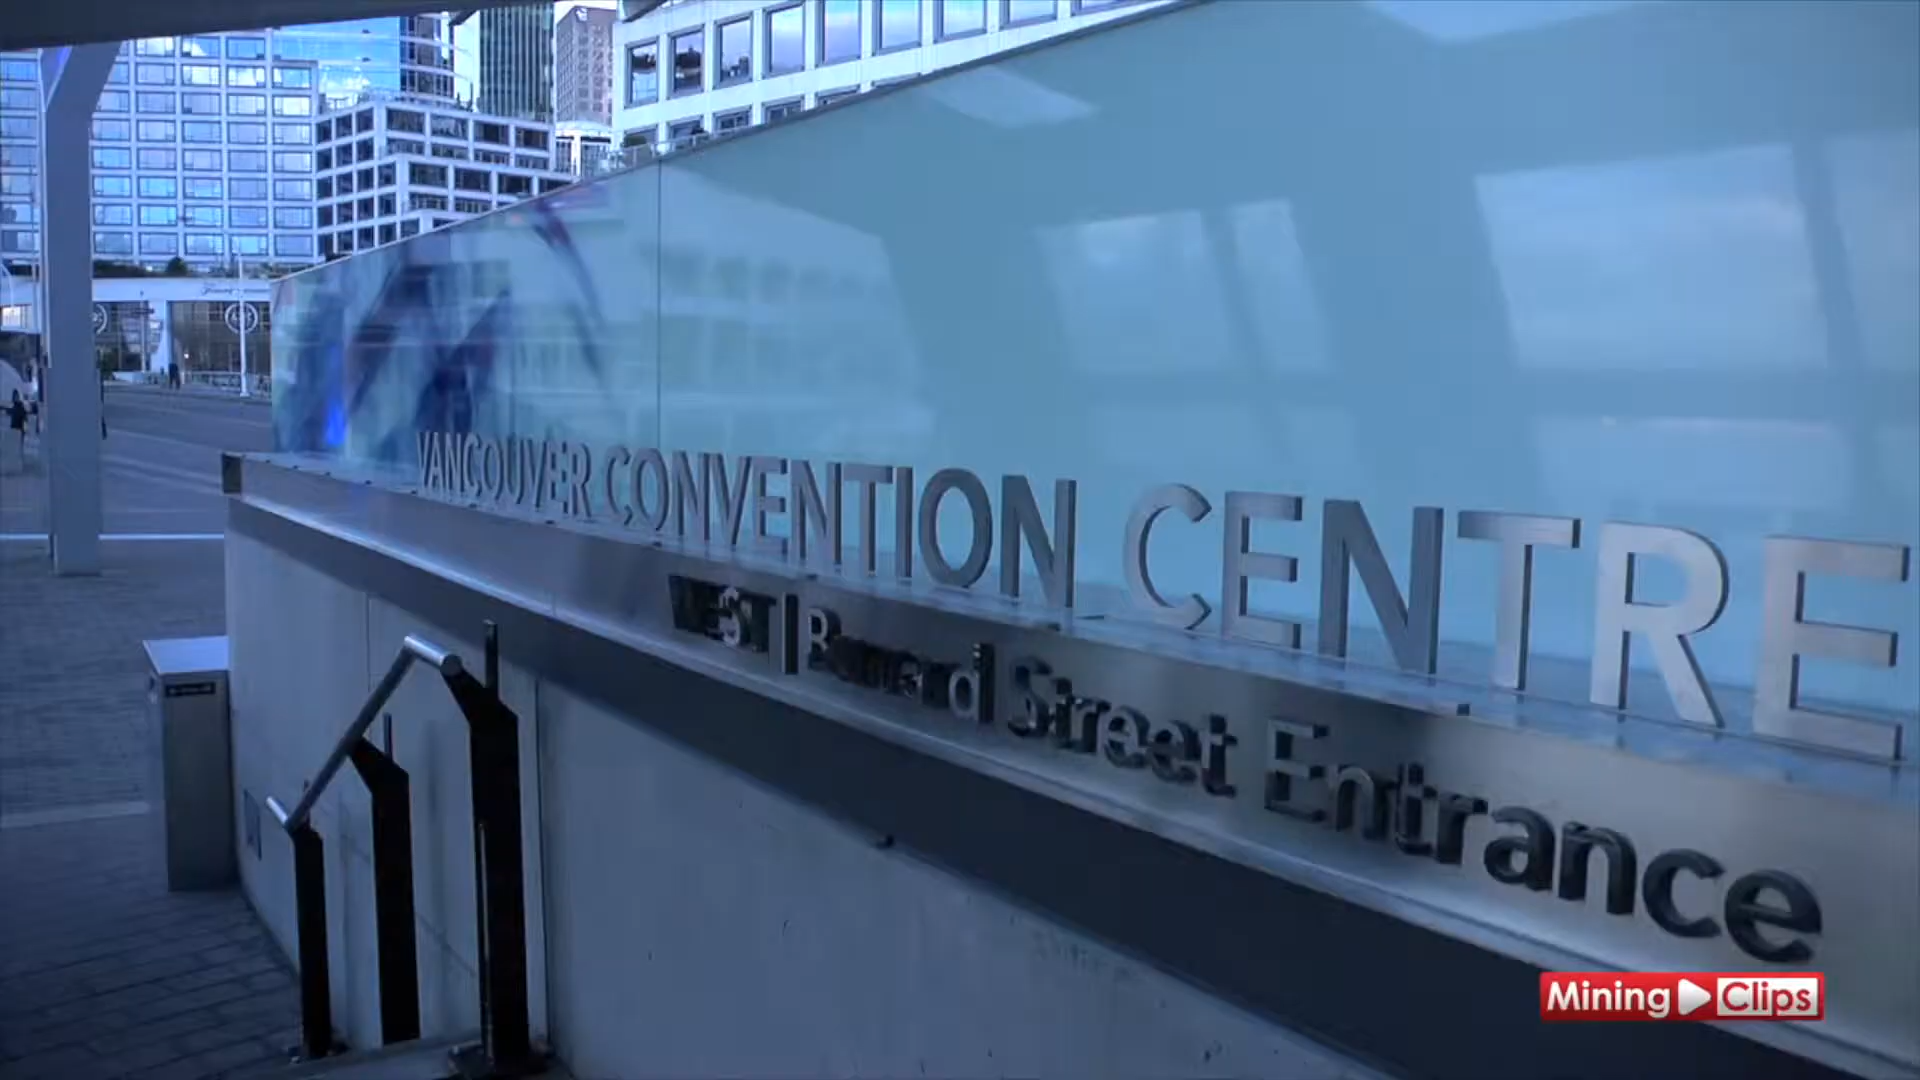 VANCOUVER CONVENTION CENTRE
WEST | Burrard Street Entrance
Mining Clips